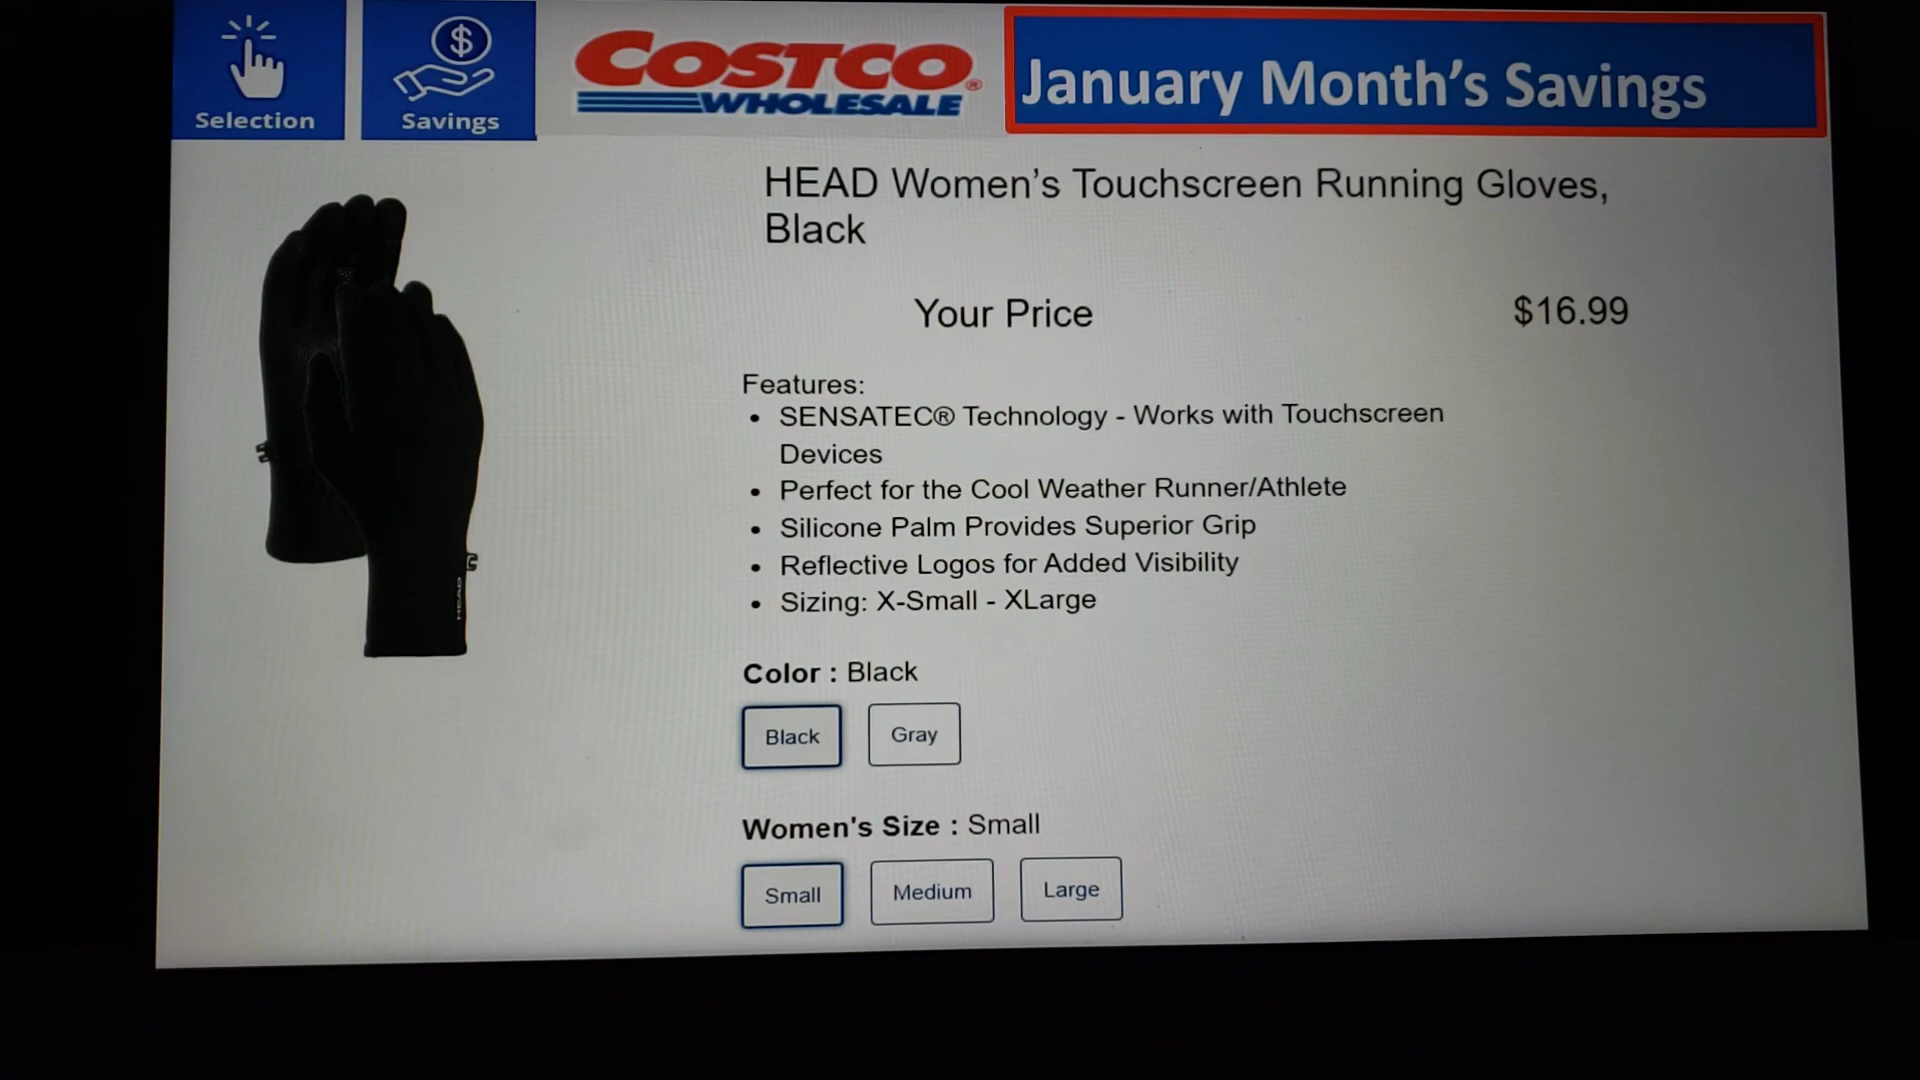 Selection
Savings
COSTCO
WHOLESALE
January Month's Savings
HEAD Women's Touchscreen Running Gloves,
Black
Your Price $16.99
Features:
• SENSATEC® Technology - Works with Touchscreen
Devices
• Perfect for the Cool Weather Runner/Athlete
• Silicone Palm Provides Superior Grip
• Reflective Logos for Added Visibility
• Sizing: X-Small - XLarge
HEAD
Color : Black
Black Gray
Women's Size : Small
Small Medium Large